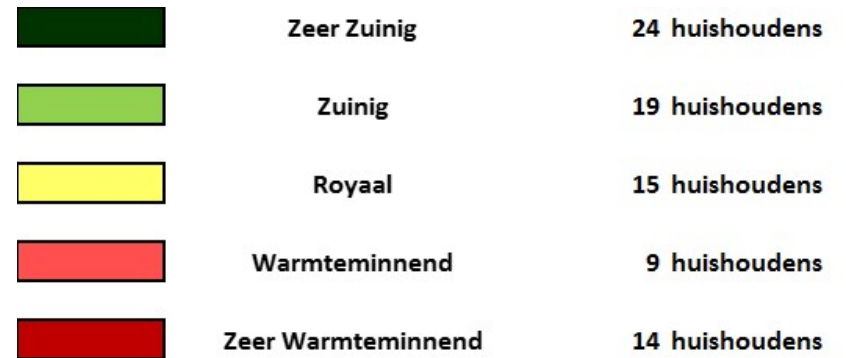 Zeer Zuinig 24 huishoudens
Zuinig 19 huishoudens
Royaal 15 huishoudens
Warmteminnend 9 huishoudens
Zeer Warmteminnend 14 huishoudens